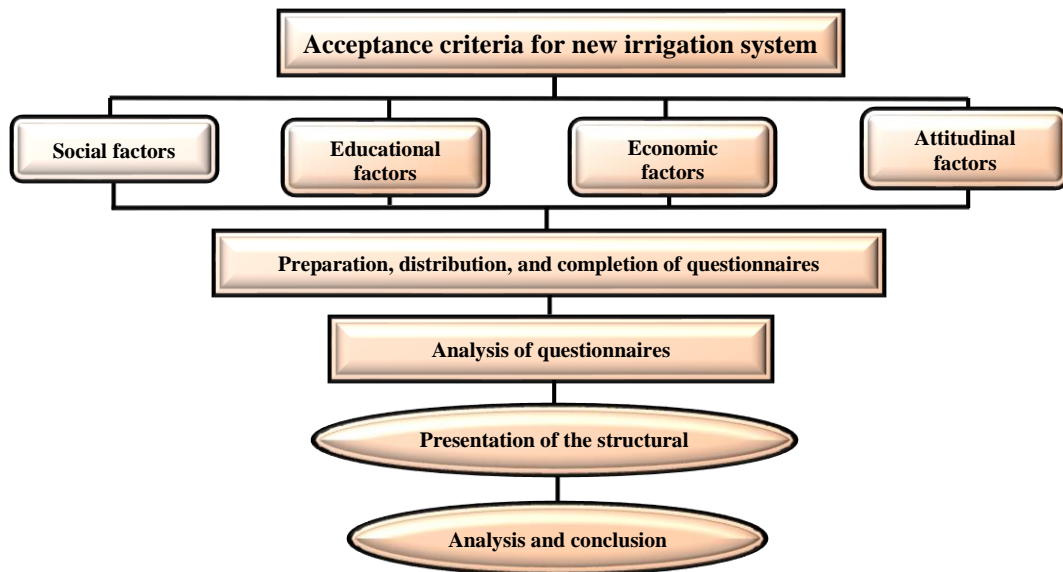 Acceptance criteria for new irrigation system
Social factors
Educational
factors
Economic
factors
Attitudinal
factors
Preparation, distribution, and completion of questionnaires
Analysis of questionnaires
Presentation of the structural
Analysis and conclusion